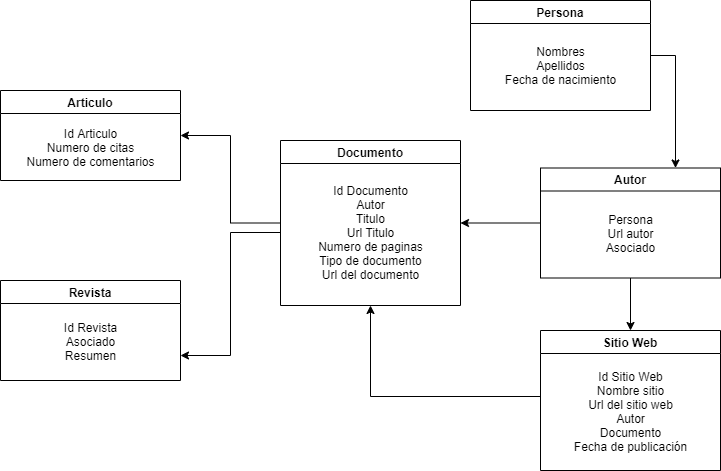 Persona
Nombres
Apellidos
Fecha de nacimiento
Articulo
Id Articulo
Numero de citas
Numero de comentarios
Documento
Id Documento
Autor
Titulo
Url Titulo
Numero de paginas
Tipo de documento
Url del documento
Autor
Persona
Url autor
Asociado
Revista
Id Revista
Asociado
Resumen
Sitio Web
Id Sitio Web
Nombre sitio
Url del sitio web
Autor
Documento
Fecha de publicación